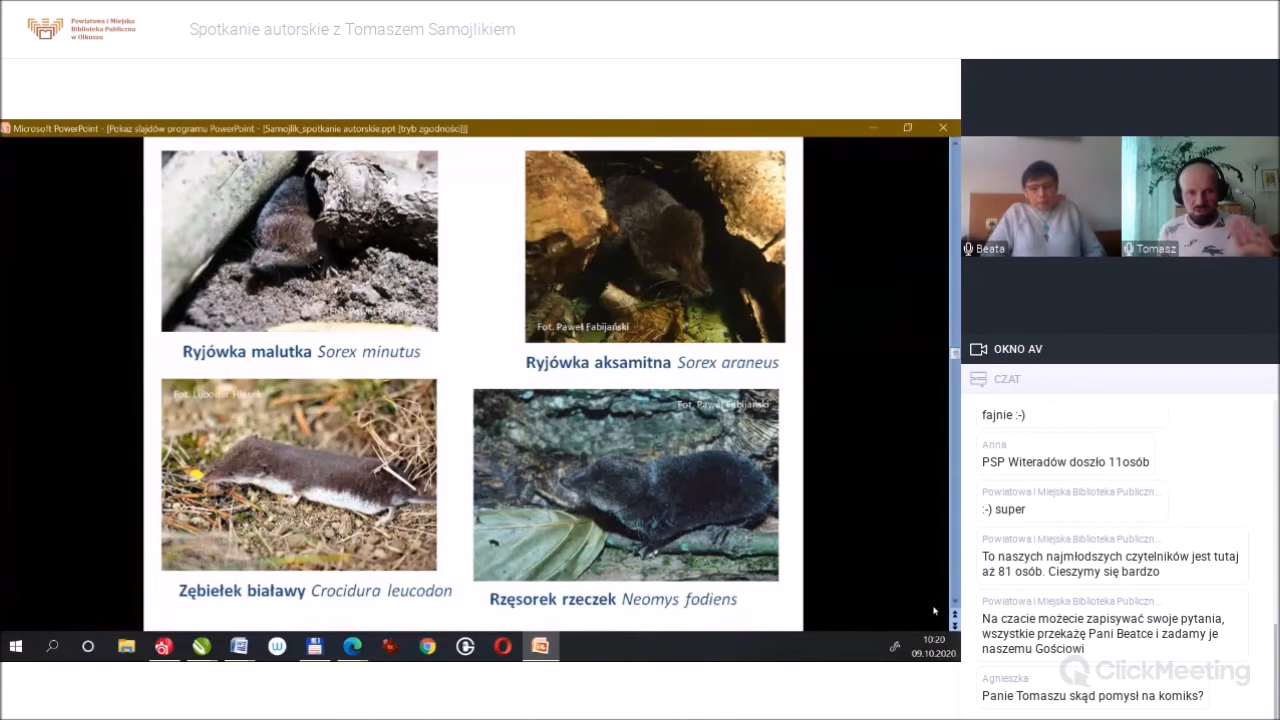 Powiatowa i Miejska
Biblioteka Publiczna
w Olkuszu
Spotkanie autorskie z Tomaszem Samojlikiem
Microsoft PowerPoint - [Pokaz slajdów programu PowerPoint - [Samojlik_spotkanie autorskie.ppt [tryb zgodności]]]
Fot. Paweł Fabijański
Fot. Paweł Fabijański
Ryjówka malutka Sorex minutus
Ryjówka aksamitna Sorex araneus
Fot. Lubomir Hlasek
Fot. Paweł Fabijański
Zębiełek białawy Crocidura leucodon
Rzęsorek rzeczek Neomys fodiens
10:20
09.10.2020
Beata
Tomasz
OKNO AV
CZAT
fajnie :-)
Anna
PSP Witeradów doszło 11osób
Powiatowa i Miejska Biblioteka Publiczn...
:-) super
Powiatowa i Miejska Biblioteka Publiczn...
To naszych najmłodszych czytelników jest tutaj
aż 81 osób. Cieszymy się bardzo
Powiatowa i Miejska Biblioteka Publiczn...
Na czacie możecie zapisywać swoje pytania,
wszystkie przekażę Pani Beatce i zadamy je
naszemu Gościowi
ClickMeeting
Agnieszka
Panie Tomaszu skąd pomysł na komiks?